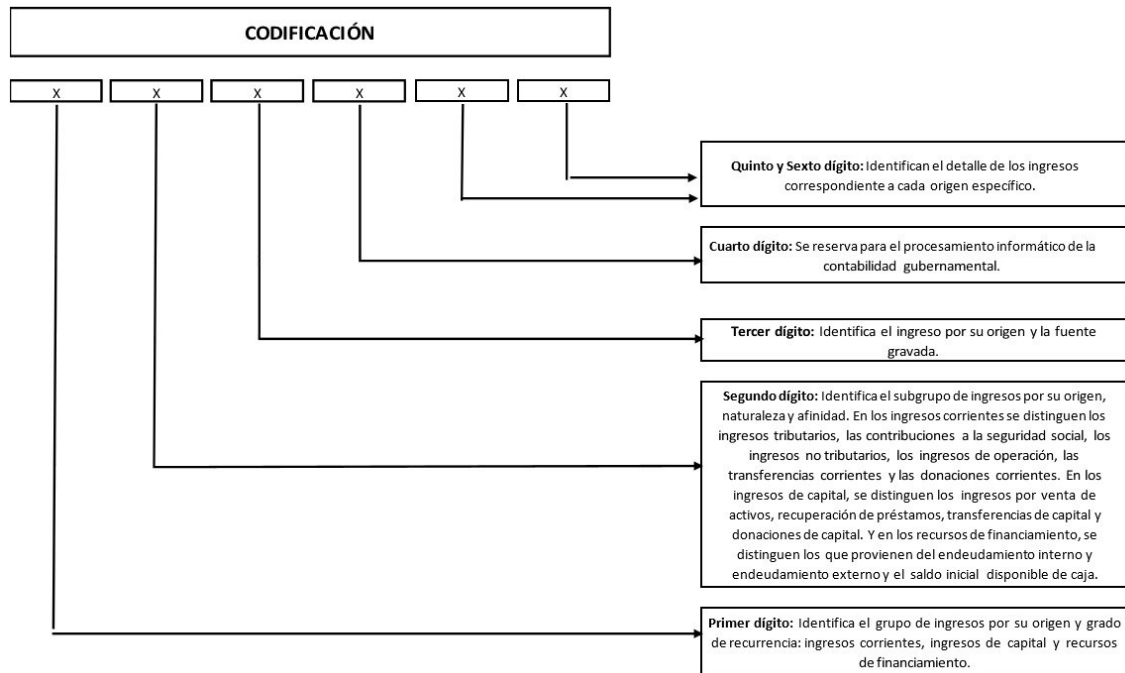 CODIFICACIÓN
X X X X X X
Quinto y Sexto dígito: Identifican el detalle de los ingresos
correspondiente a cada origen específico.
Cuarto dígito: Se reserva para el procesamiento informático de la
contabilidad gubernamental.
Tercer dígito: Identifica el ingreso por su origen y la fuente
gravada.
Segundo dígito: Identifica el subgrupo de ingresos por su origen,
naturaleza y afinidad. En los ingresos corrientes se distinguen los
ingresos tributarios, las contribuciones a la seguridad social, los
ingresos no tributarios, los ingresos de operación, las
transferencias corrientes y las donaciones corrientes. En los
ingresos de capital, se distinguen los ingresos por venta de
activos, recuperación de préstamos, transferencias de capital y
donaciones de capital. Y en los recursos de financiamiento, se
distinguen los que provienen del endeudamiento interno y
endeudamiento externo y el saldo inicial disponible de caja.
Primer dígito: Identifica el grupo de ingresos por su origen y grado
de recurrencia: ingresos corrientes, ingresos de capital y recursos
de financiamiento.